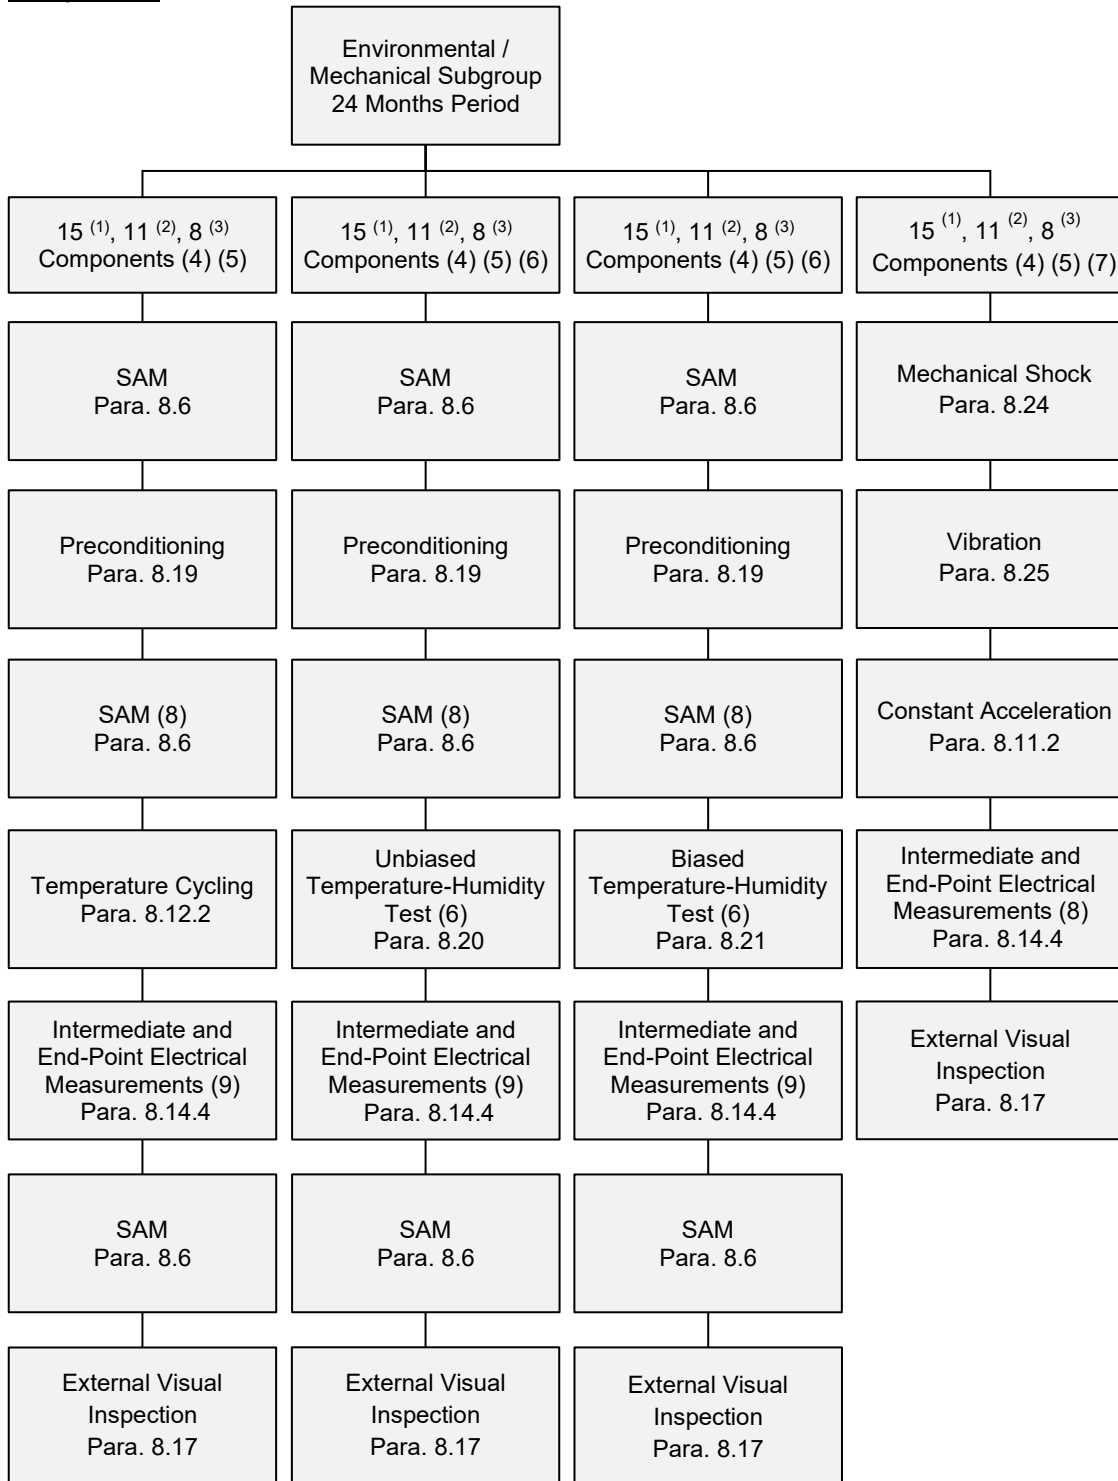 Environmental /
Mechanical Subgroup
24 Months Period
15 (1), 11 (2), 8 (3)
Components (4) (5)
15 (1), 11 (2), 8 (3)
Components (4) (5) (6)
15 (1), 11 (2), 8 (3)
Components (4) (5) (6)
15 (1), 11 (2), 8 (3)
Components (4) (5) (7)
SAM
Para. 8.6
SAM
Para. 8.6
SAM
Para. 8.6
Mechanical Shock
Para. 8.24
Preconditioning
Para. 8.19
Preconditioning
Para. 8.19
Preconditioning
Para. 8.19
Vibration
Para. 8.25
SAM (8)
Para. 8.6
SAM (8)
Para. 8.6
SAM (8)
Para. 8.6
Constant Acceleration
Para. 8.11.2
Temperature Cycling
Para. 8.12.2
Unbiased
Temperature-Humidity
Test (6)
Para. 8.20
Biased
Temperature-Humidity
Test (6)
Para. 8.21
Intermediate and
End-Point Electrical
Measurements (8)
Para. 8.14.4
Intermediate and
End-Point Electrical
Measurements (9)
Para. 8.14.4
Intermediate and
End-Point Electrical
Measurements (9)
Para. 8.14.4
Intermediate and
End-Point Electrical
Measurements (9)
Para. 8.14.4
External Visual
Inspection
Para. 8.17
SAM
Para. 8.6
SAM
Para. 8.6
SAM
Para. 8.6
External Visual
Inspection
Para. 8.17
External Visual
Inspection
Para. 8.17
External Visual
Inspection
Para. 8.17